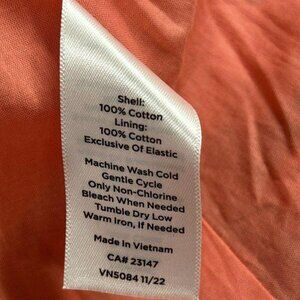 Shell:
100% Cotton
Lining:
100% Cotton
Exclusive Of Elastic
Machine Wash Cold
Gentle Cycle
Only Non-Chlorine
Bleach When Needed
Tumble Dry Low
Warm Iron, If Needed
Made In Vietnam
CA# 23147
VN5084 11/22